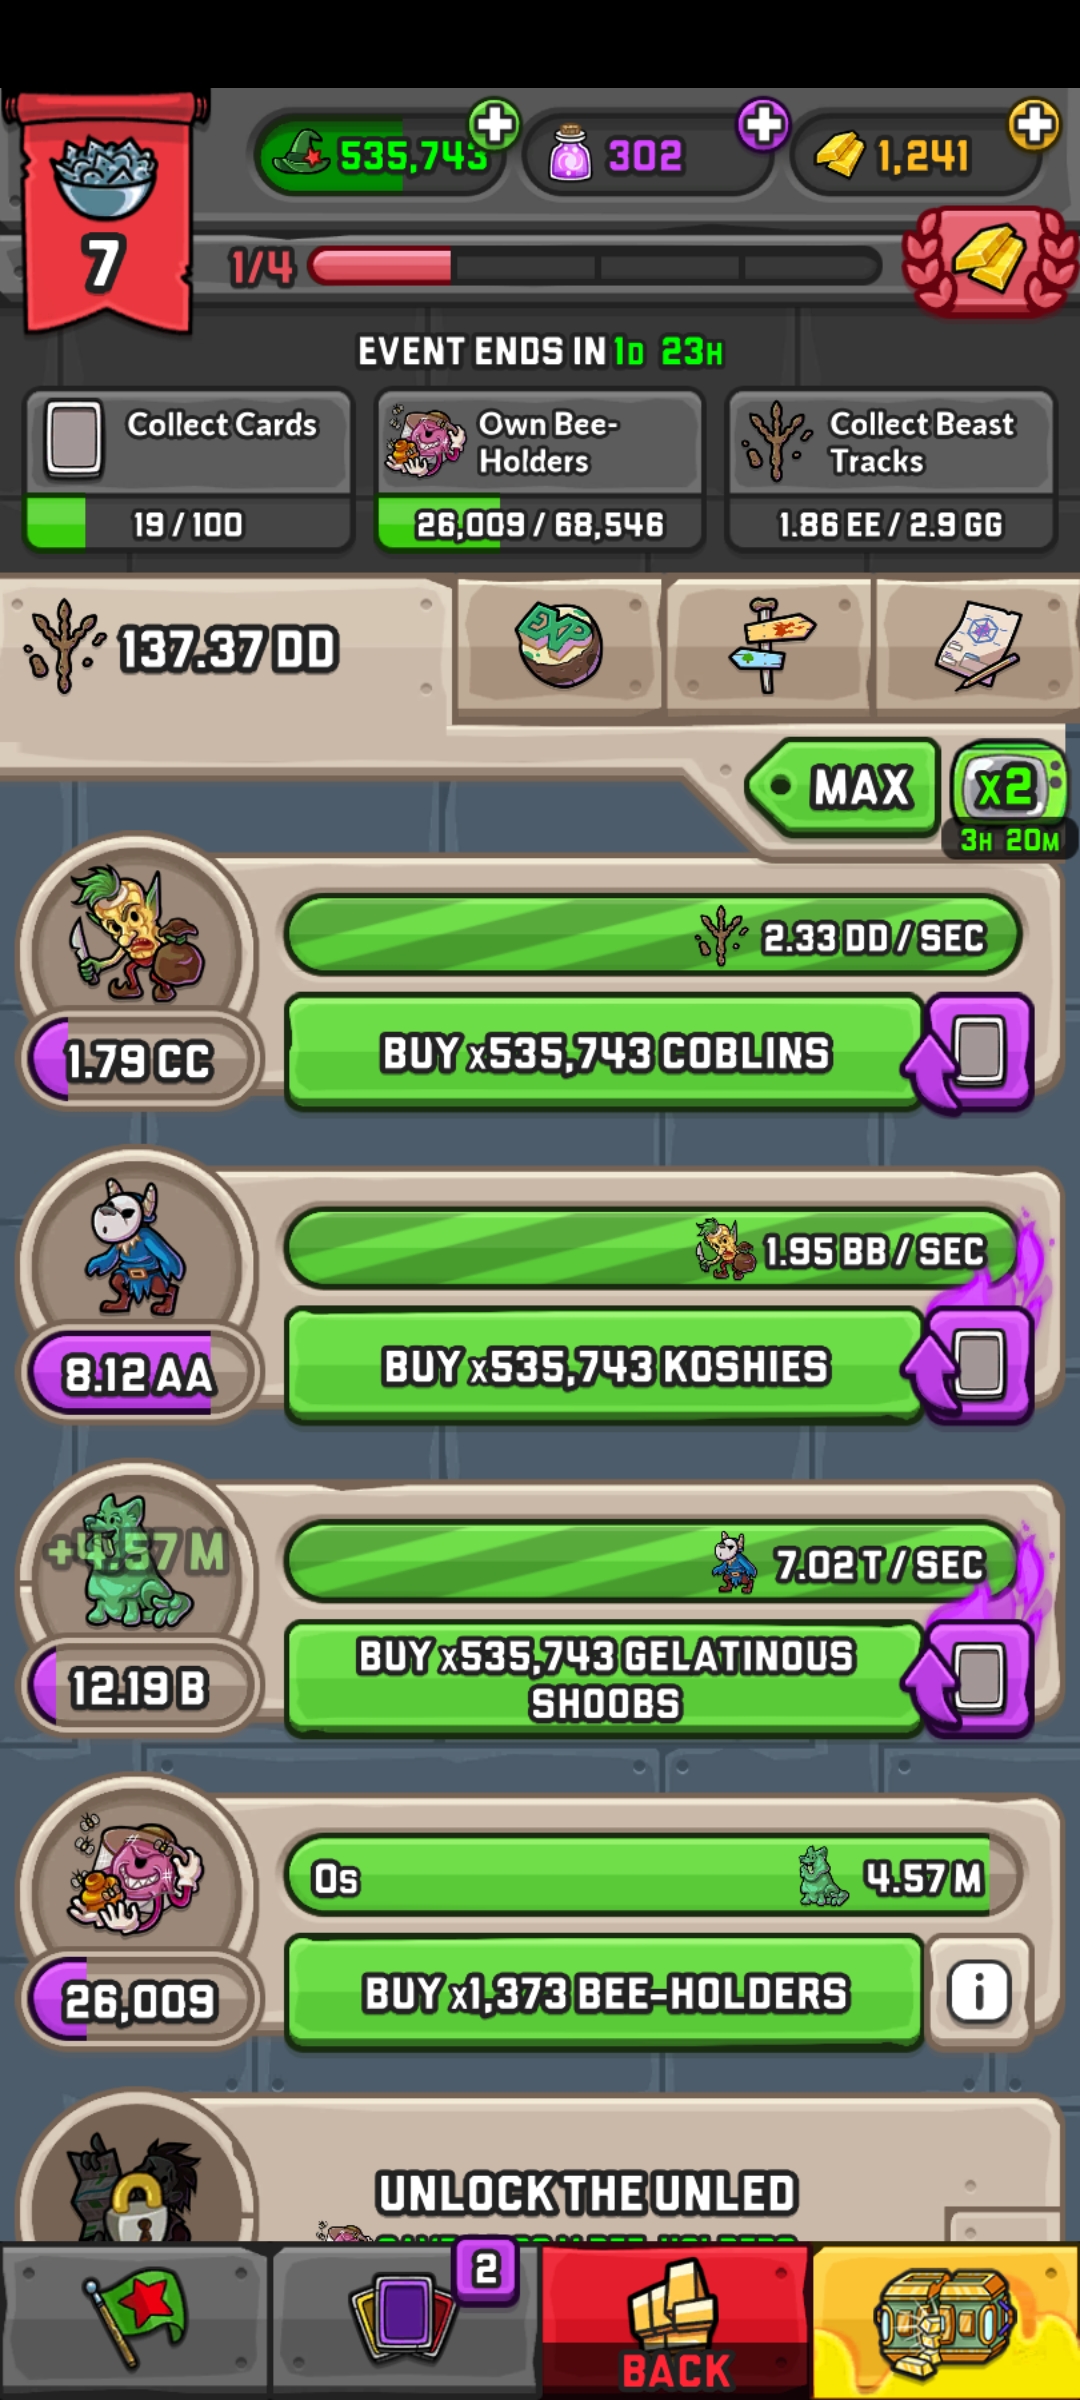 535,743
302
1,241
7
1/4
EVENT ENDS IN 1D 23H
Collect Cards
19 / 100
Own Bee-
Holders
26,009 / 68,546
Collect Beast
Tracks
1.86 EE / 2.9 GG
137.37 DD
EXP
MAX
x2
3H 20M
2.33 DD / SEC
1.79 CC
BUY x535,743 COBLINS
1.95 BB / SEC
8.12 AA
BUY x535,743 KOSHIES
+4.57 M
7.02 T / SEC
12.19 B
BUY x535,743 GELATINOUS
SHOOBS
0s
4.57 M
26,009
BUY x1,373 BEE-HOLDERS
i
UNLOCK THE UNLED
2
BACK